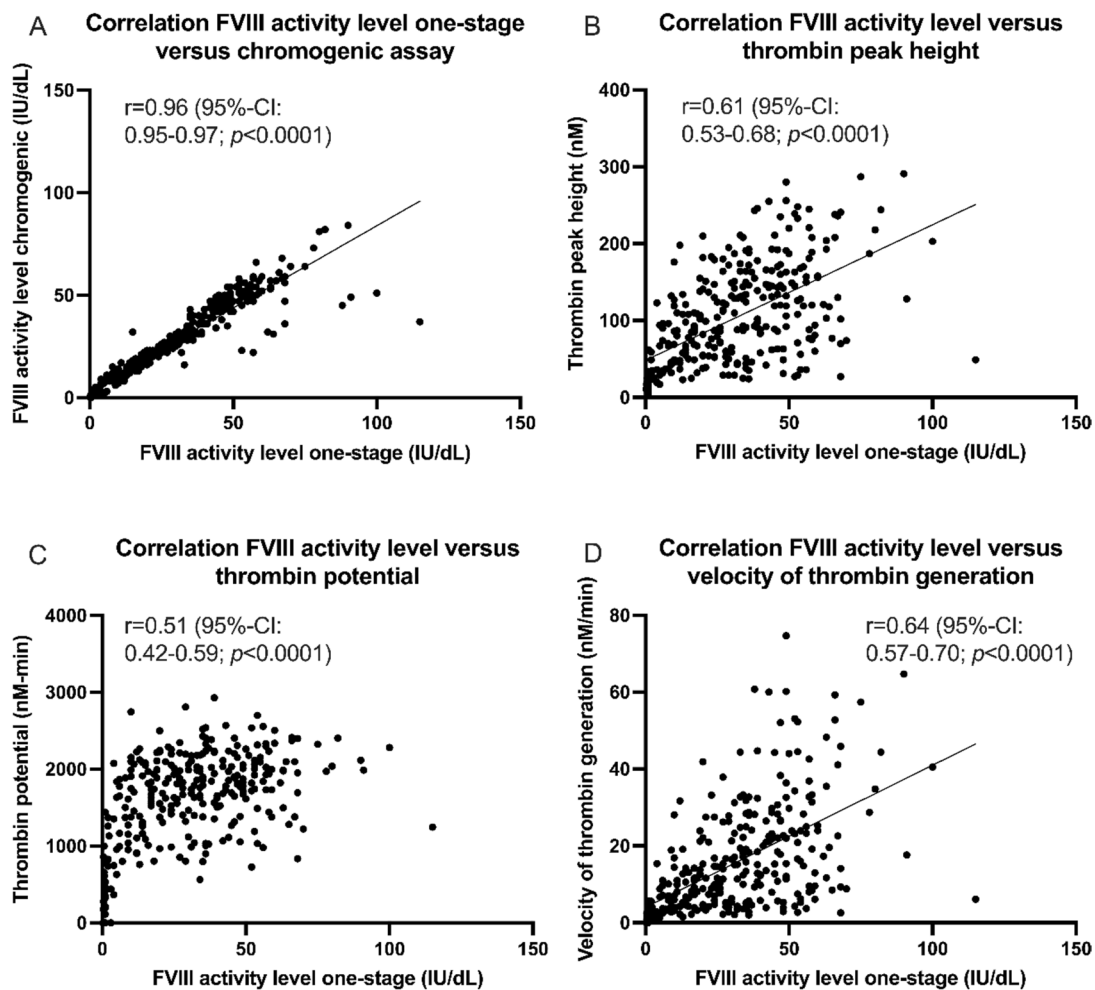 A
Correlation FVIII activity level one-stage
versus chromogenic assay
FVIII activity level chromogenic (IU/dL)
150
100
50
0
r=0.96 (95%-CI:
0.95-0.97; p<0.0001)
0 50 100 150
FVIII activity level one-stage (IU/dL)
B
Correlation FVIII activity level versus
thrombin peak height
Thrombin peak height (nM)
400
300
200
100
0
r=0.61 (95%-CI:
0.53-0.68; p<0.0001)
0 50 100 150
FVIII activity level one-stage (IU/dL)
C
Correlation FVIII activity level versus
thrombin potential
Thrombin potential (nM-min)
4000
3000
2000
1000
0
r=0.51 (95%-CI:
0.42-0.59; p<0.0001)
0 50 100 150
FVIII activity level one-stage (IU/dL)
D
Correlation FVIII activity level versus
velocity of thrombin generation
Velocity of thrombin generation (nM/min)
80
60
40
20
0
r=0.64 (95%-CI:
0.57-0.70; p<0.0001)
0 50 100 150
FVIII activity level one-stage (IU/dL)